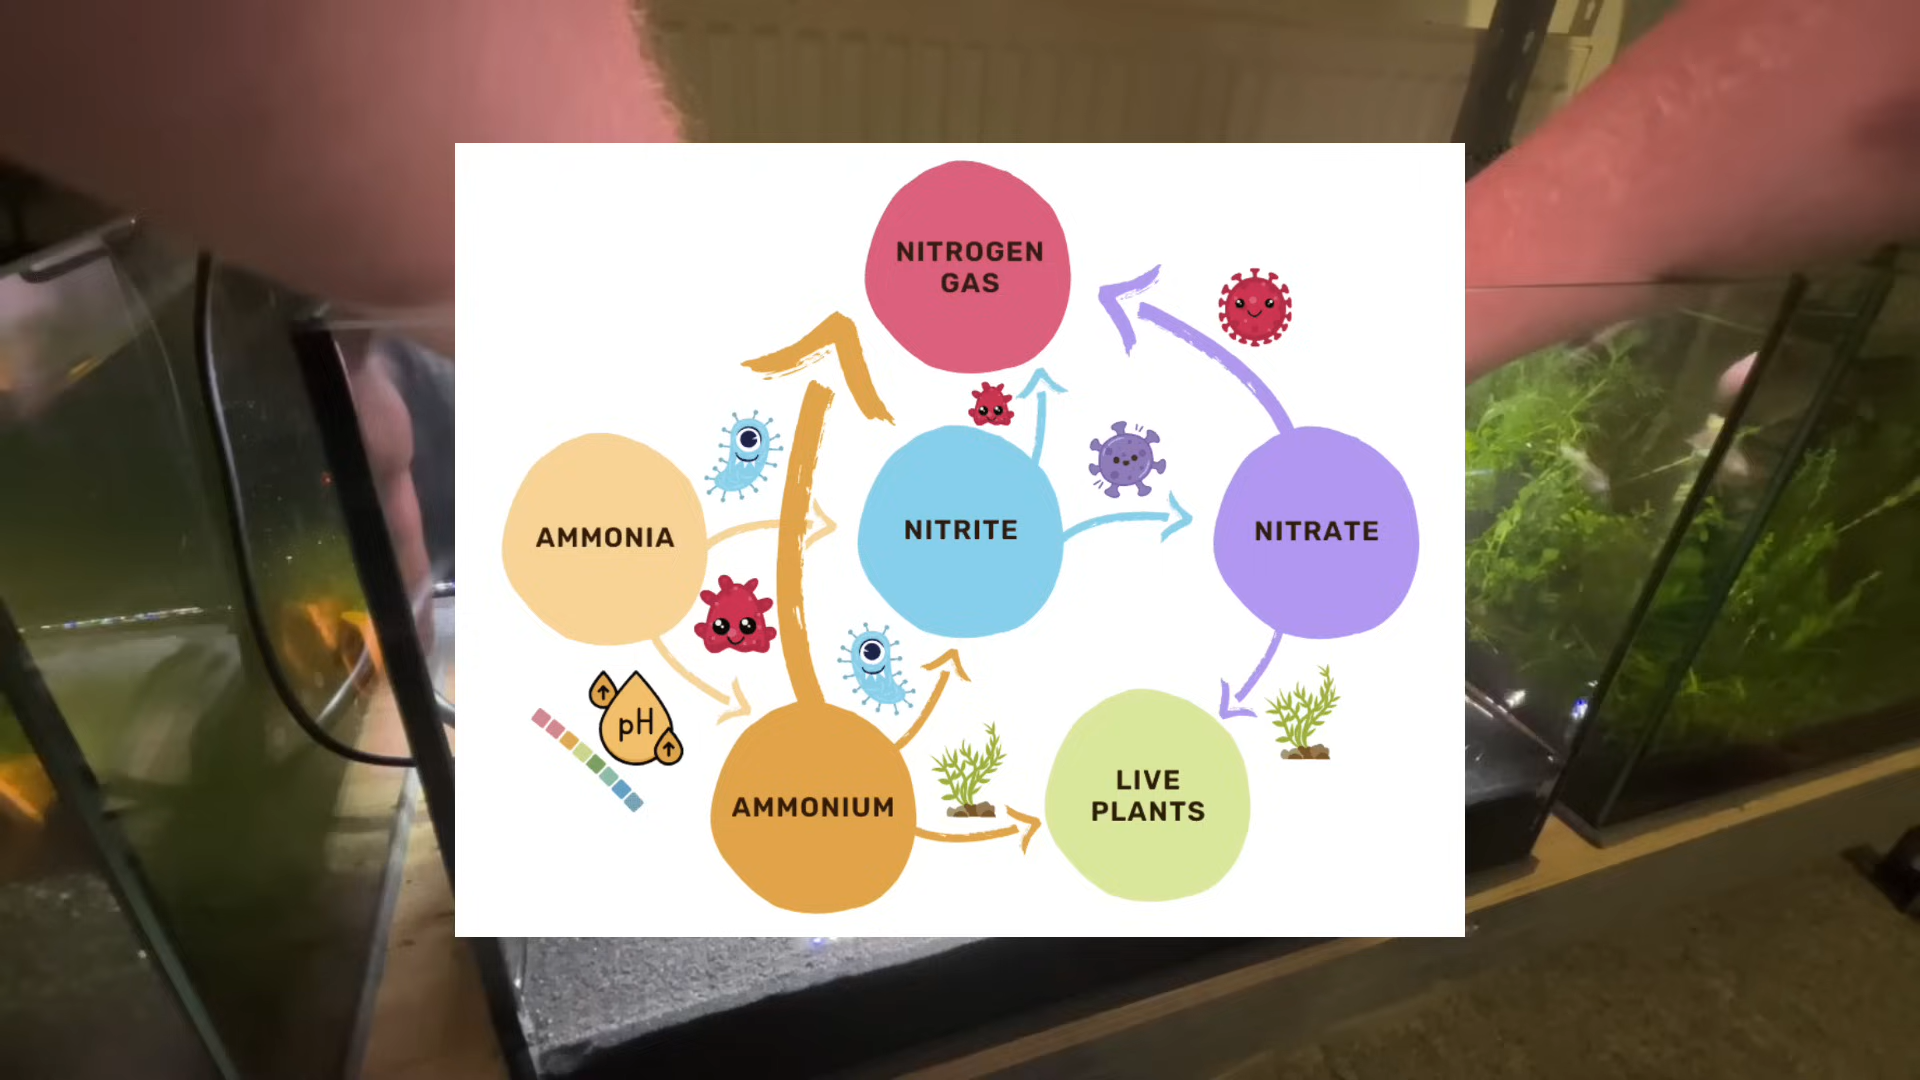 NITROGEN
GAS
AMMONIA
NITRITE
NITRATE
pH
AMMONIUM
LIVE
PLANTS